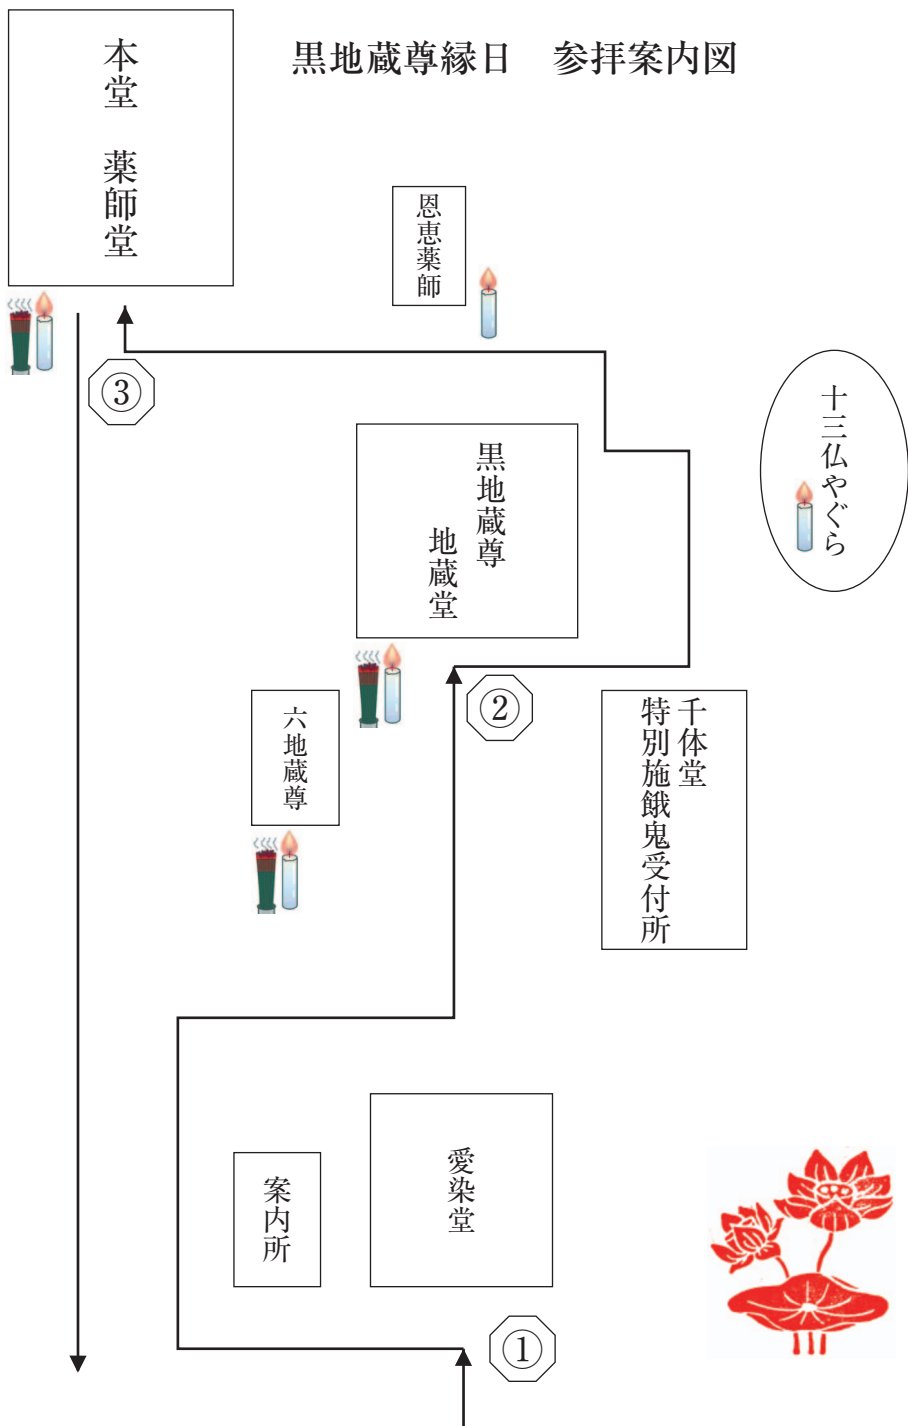 黒地蔵尊縁日　参拝案内図
本堂　薬師堂
恩恵薬師
③
十三仏やぐら
黒地蔵尊
地蔵堂
②
六地蔵尊
千体堂
特別施餓鬼受付所
愛染堂
案内所
①